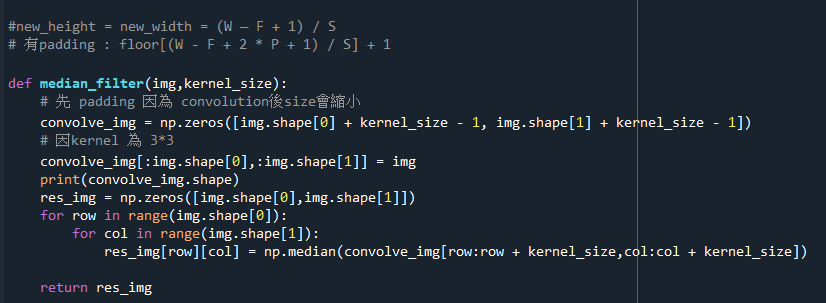 #new_height = new_width = (W – F + 1) / S
# 有padding : floor[(W - F + 2 * P + 1) / S] + 1
def median_filter(img,kernel_size):
# 先 padding 因為 convolution後size會縮小
convolve_img = np.zeros([img.shape[0] + kernel_size - 1, img.shape[1] + kernel_size - 1])
# 因kernel 為 3*3
convolve_img[:img.shape[0],:img.shape[1]] = img
print(convolve_img.shape)
res_img = np.zeros([img.shape[0],img.shape[1]])
for row in range(img.shape[0]):
for col in range(img.shape[1]):
res_img[row][col] = np.median(convolve_img[row:row + kernel_size,col:col + kernel_size])
return res_img